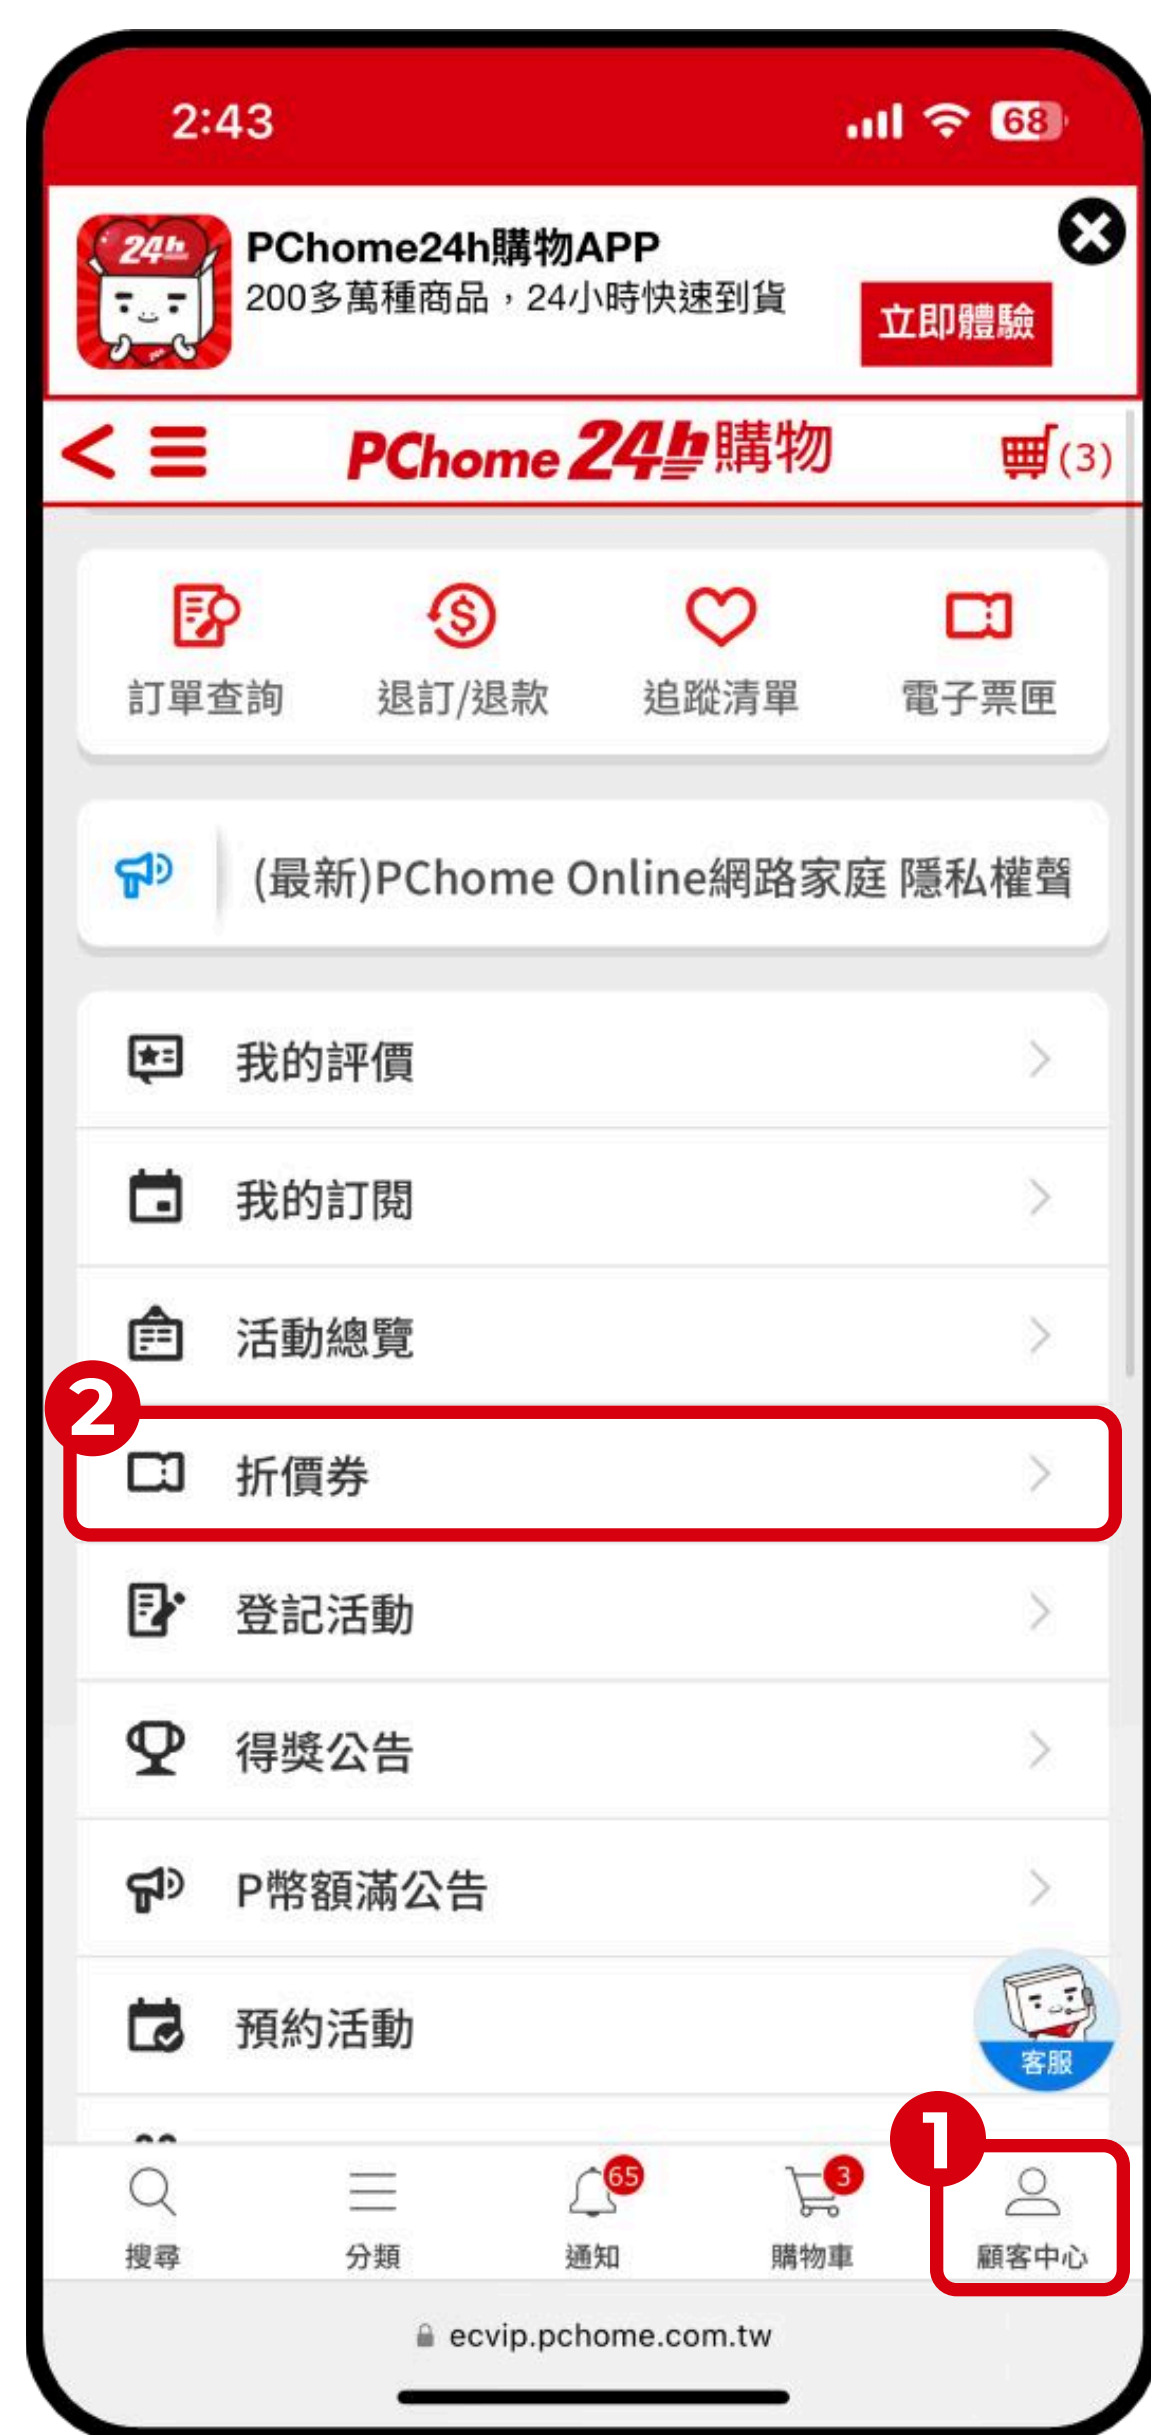 2:43
68
24h
PChome24h購物APP
200多萬種商品，24小時快速到貨
立即體驗
PChome 24h購物
(3)
訂單查詢
退訂/退款
追蹤清單
電子票匣
(最新)PChome Online網路家庭 隱私權聲
我的評價
我的訂閱
活動總覽
2
折價券
登記活動
得獎公告
P幣額滿公告
預約活動
客服
1
65
3
搜尋
分類
通知
購物車
顧客中心
ecvip.pchome.com.tw